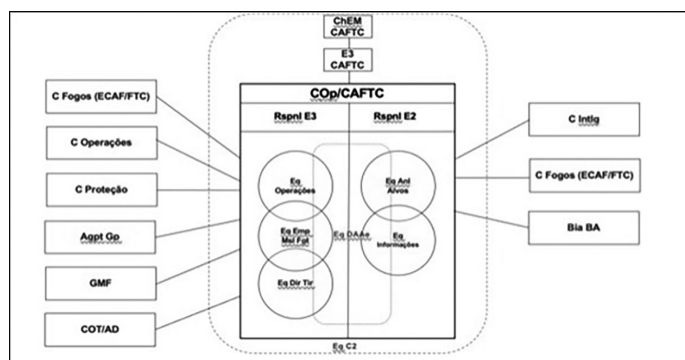 ChEM
CAFTC
E3
CAFTC
COp/CAFTC
Rspnl E3
Rspnl E2
C Fogos (ECAF/FTC)
C Operações
C Proteção
Agpt Gp
GMF
COT/AD
Eq
Operações
Eq Emp
Msl Fgt
Eq Dir Tir
Eq DAAe
Eq Anl
Alvos
Eq
Informações
C Intlg
C Fogos (ECAF/FTC)
Bia BA
Eq C2